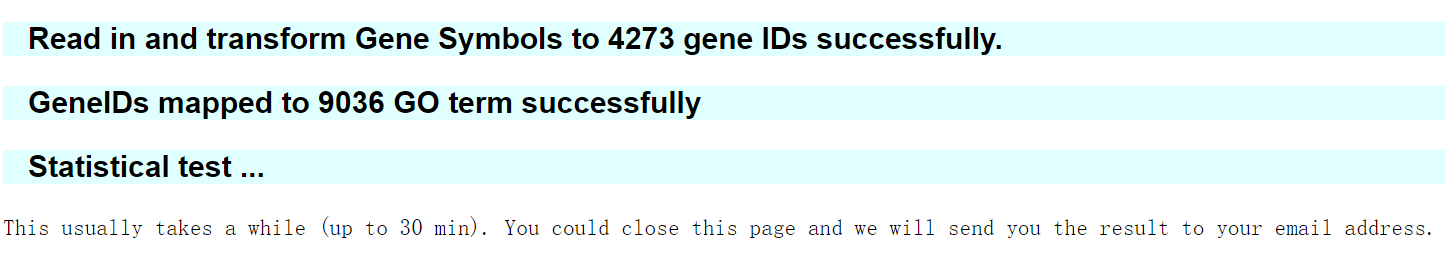 Read in and transform Gene Symbols to 4273 gene IDs successfully.
GeneIDs mapped to 9036 GO term successfully
Statistical test ...
This usually takes a while (up to 30 min). You could close this page and we will send you the result to your email address.